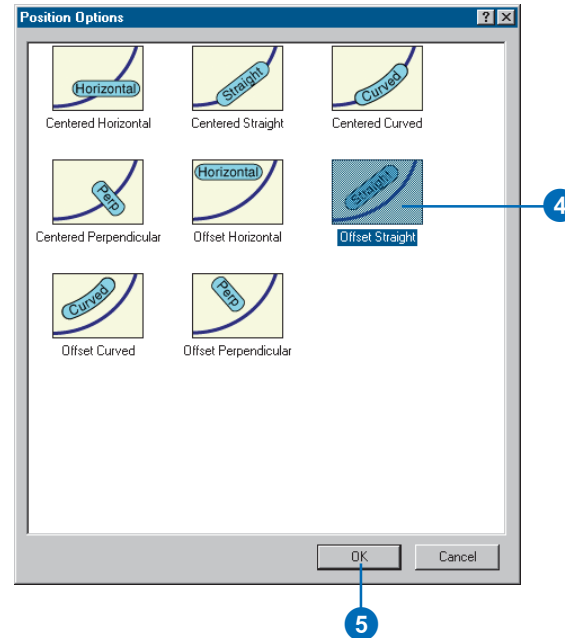 Position Options
Horizontal
Straight
Curved
Centered Horizontal
Centered Straight
Centered Curved
Perp
Horizontal
Straight
4
Centered Perpendicular
Offset Horizontal
Offset Straight
Curved
Perp
Offset Curved
Offset Perpendicular
OK
Cancel
5